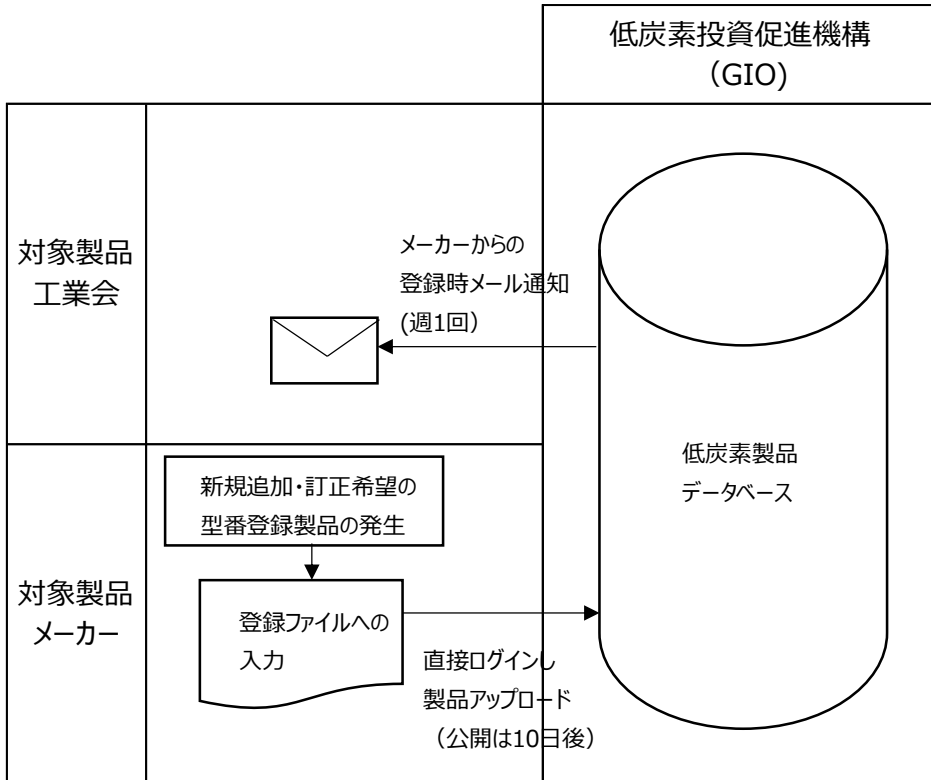 低炭素投資促進機構
（GIO)
対象製品
工業会
メーカーからの
登録時メール通知
(週1回）
低炭素製品
データベース
対象製品
メーカー
新規追加・訂正希望の
型番登録製品の発生
登録ファイルへの
入力
直接ログインし
製品アップロード
（公開は10日後）